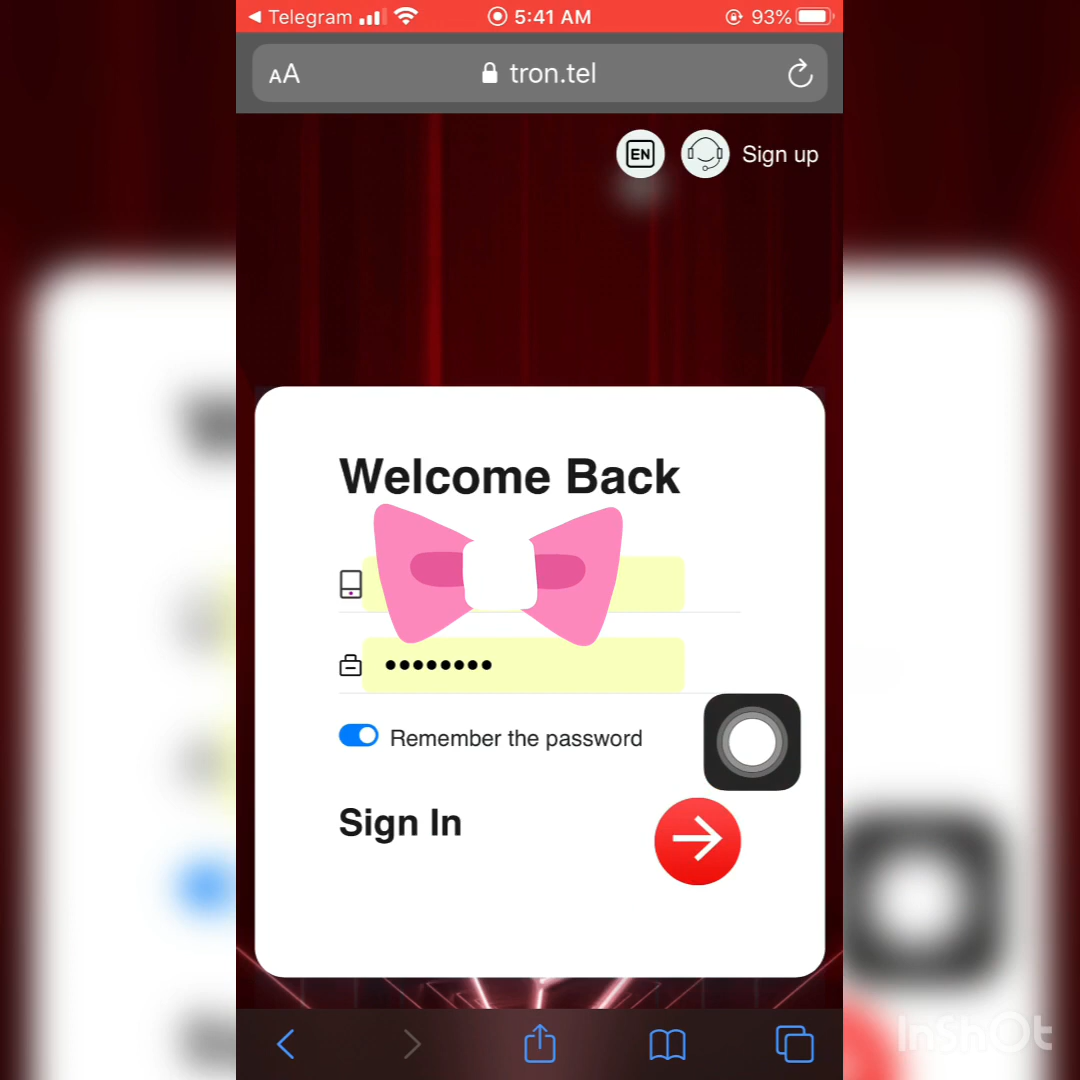 Telegram 5:41 AM 93%
AA tron.tel
EN Sign up
Welcome Back
••••••••
Remember the password
Sign In
InShOt